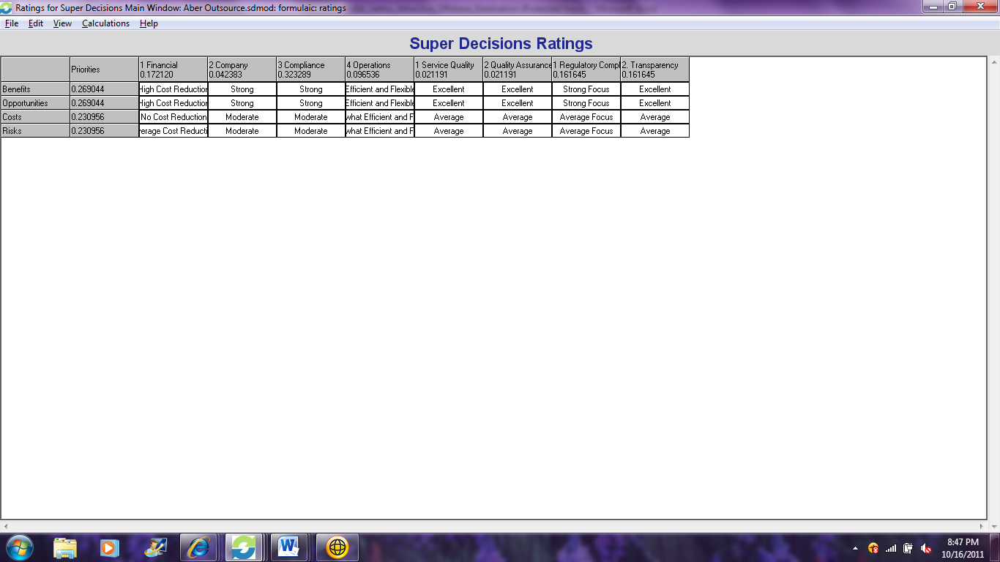 Ratings for Super Decisions Main Window: Aber Outsource.sdmod: formulaic: ratings
File Edit View Calculations Help
Super Decisions Ratings
Priorities 1 Financial 2 Company 3 Compliance 4 Operations 1 Service Quality 2 Quality Assurance 1 Regulatory Compl 2. Transparency
0.172120 0.042383 0.323289 0.096536 0.021191 0.021191 0.161645 0.161645
Benefits 0.269044 High Cost Reduction Strong Strong Efficient and Flexible Excellent Excellent Strong Focus Excellent
Opportunities 0.269044 High Cost Reduction Strong Strong Efficient and Flexible Excellent Excellent Strong Focus Excellent
Costs 0.230956 No Cost Reduction Moderate Moderate what Efficient and F Average Average Average Focus Average
Risks 0.230956 verage Cost Reducti Moderate Moderate what Efficient and F Average Average Average Focus Average
8:47 PM
10/16/2011